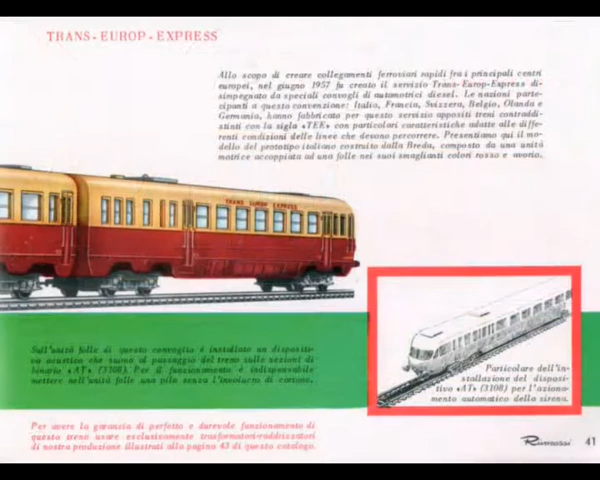 TRANS-EUROP-EXPRESS
Allo scopo di creare collegamenti ferroviari rapidi fra i principali centri
europei, nel giugno 1957 fu creato il servizio Trans-Europ-Express di-
simpegnato da speciali convogli di automotrici diesel. Le nazioni parte-
cipanti a questa convenzione: Italia, Francia, Svizzera, Belgio, Olanda e
Germania, hanno fabbricato per questo servizio appositi treni contraddi-
stinti con la sigla «TEE» con particolari caratteristiche adatte alle diffe-
renti condizioni delle linee che devono percorrere. Presentiamo qui il mo-
dello del prototipo italiano costruito dalla Breda, composto da una unità
motrice accoppiata ad una folle nei suoi smaglianti colori rosso e avorio.
TRANS EUROP EXPRESS
Sull'unità folle di questo convoglio è installato un dispositi-
vo acustico che suona al passaggio del treno sulle sezioni di
binario «AT» (3108). Per il funzionamento è indispensabile
mettere nell'unità folle una pila senza l'involucro di cartone.
Particolare dell'in-
stallazione del disposi-
tivo «AT» (3108) per l'aziona-
mento automatico della sirena.
Per avere la garanzia di perfetto e durevole funzionamento di
questo treno usare esclusivamente trasformatori-raddrizzatori
di nostra produzione illustrati alla pagina 43 di questo catalogo.
Rivarossi 41